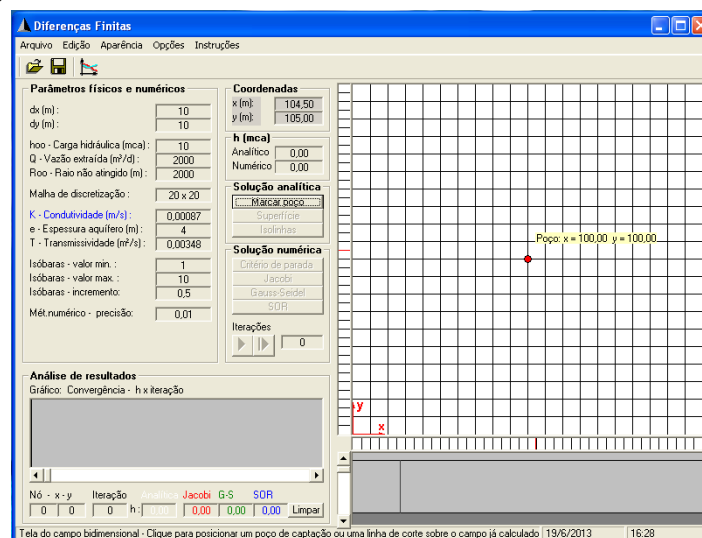 Diferenças Finitas
Arquivo Edição Aparência Opções Instruções
Parâmetros físicos e numéricos
dx (m) : 10
dy (m) : 10
hoo - Carga hidráulica (mca) : 10
Q - Vazão extraída (m³/d) : 2000
Roo - Raio não atingido (m) : 2000
Malha de discretização : 20 x 20
K - Condutividade (m/s) : 0,00087
e - Espessura aquífero (m) : 4
T - Transmissividade (m²/s) : 0,00348
Isóbaras - valor min. : 1
Isóbaras - valor max. : 10
Isóbaras - incremento: 0,5
Mét.numérico - precisão: 0,01
Coordenadas
x (m): 104,50
y (m): 105,00
h (mca)
Analítico 0,00
Numérico 0,00
Solução analítica
Marcar poço
Superfície
Isolinhas
Solução numérica
Critério de parada
Jacobi
Gauss-Seidel
SOR
Iterações
0
Poço: x = 100,00 y = 100,00
y
x
Análise de resultados
Gráfico: Convergência - h x iteração
Nó - x - y Iteração Analítica Jacobi G-S SOR
0 0 0 h : 0,00 0,00 0,00 0,00 Limpar
Tela do campo bidimensional - Clique para posicionar um poço de captação ou uma linha de corte sobre o campo já calculado 19/6/2013 16:28